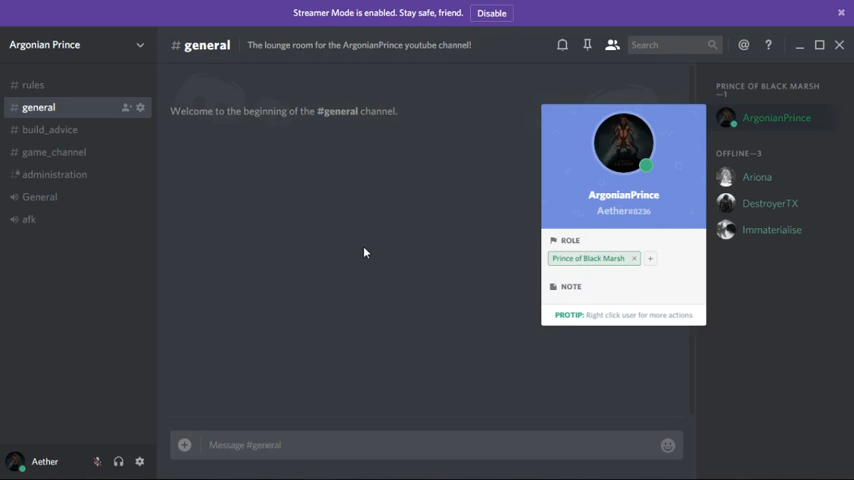 Streamer Mode is enabled. Stay safe, friend. Disable
Argonian Prince
# general The lounge room for the ArgonianPrince youtube channel!
Search
# rules
# general
# build_advice
# game_channel
administration
General
afk
Aether
Welcome to the beginning of the #general channel.
Message #general
ArgonianPrince
Aether#8236
ROLE
Prince of Black Marsh
NOTE
PROTIP: Right click user for more actions
PRINCE OF BLACK MARSH
—1
ArgonianPrince
OFFLINE—3
Ariona
DestroyerTX
Immaterialise